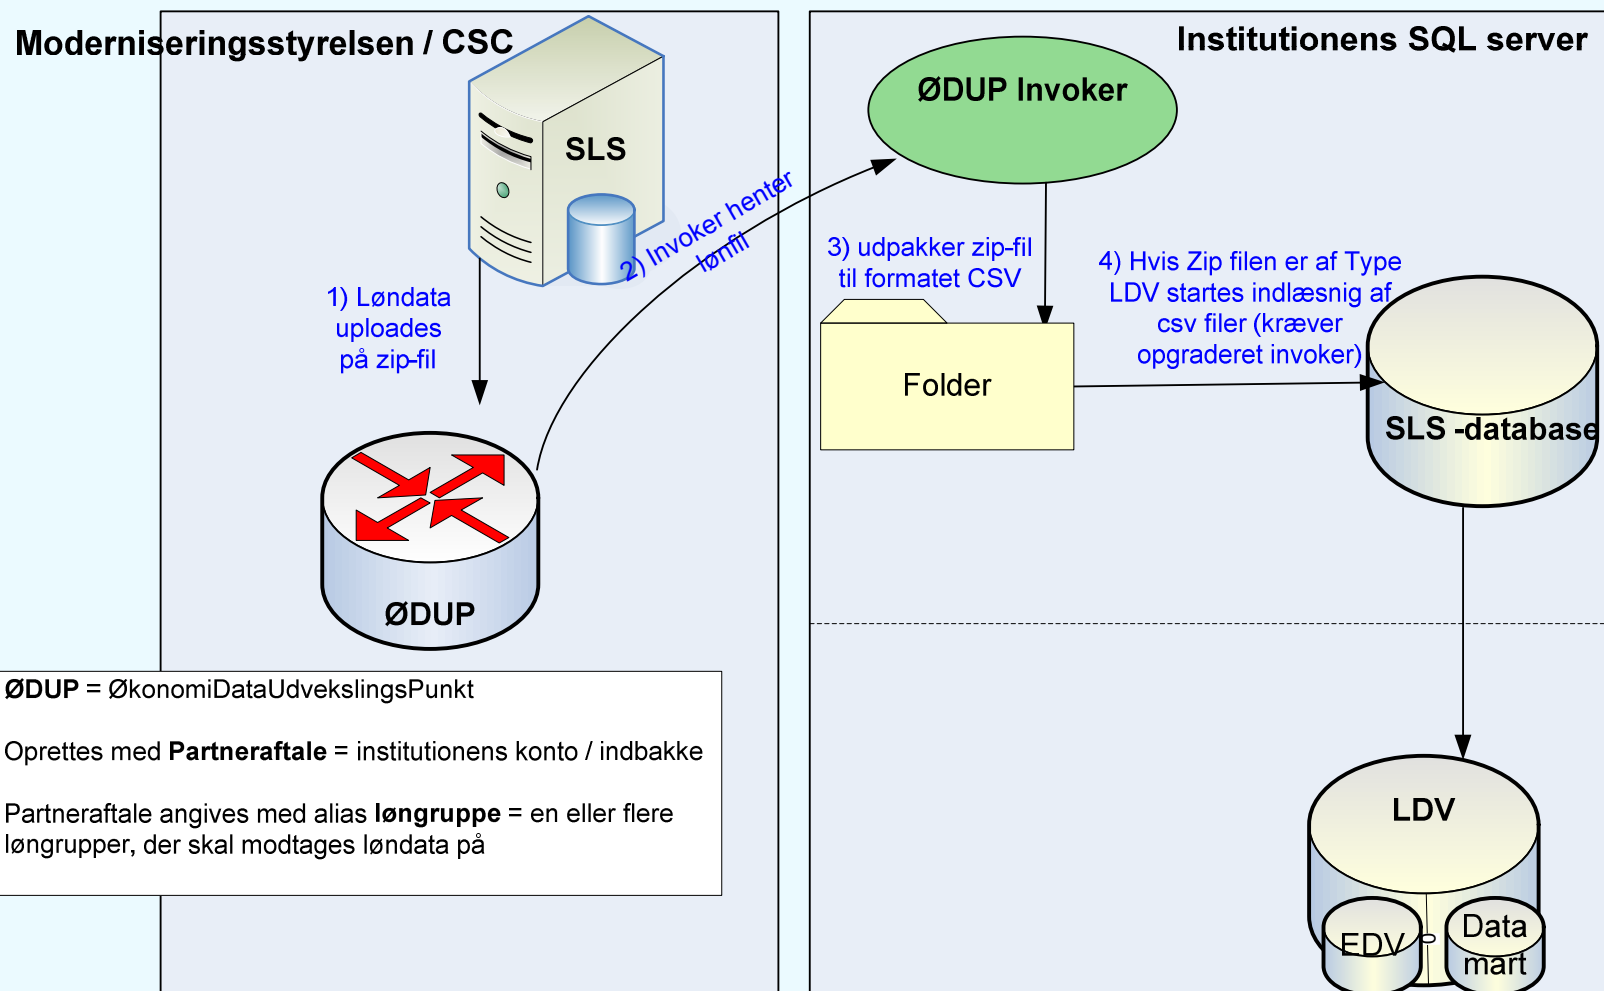 Moderniseringsstyrelsen / CSC
SLS
1) Løndata
uploades
på zip-fil
2) Invoker henter
lønfil
ØDUP
ØDUP = ØkonomiDataUdvekslingsPunkt
Oprettes med Partneraftale = institutionens konto / indbakke
Partneraftale angives med alias løngruppe = en eller flere
løngrupper, der skal modtages løndata på
Institutionens SQL server
ØDUP Invoker
3) udpakker zip-fil
til formatet CSV
Folder
4) Hvis Zip filen er af Type
LDV startes indlæsnig af
csv filer (kræver
opgraderet invoker)
SLS -database
LDV
EDV
Data
mart